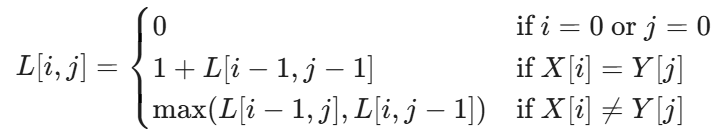 L[i, j] = { 0 if i = 0 or j = 0
1 + L[i − 1, j − 1] if X[i] = Y[j]
max(L[i − 1, j], L[i, j − 1]) if X[i] ≠ Y[j]